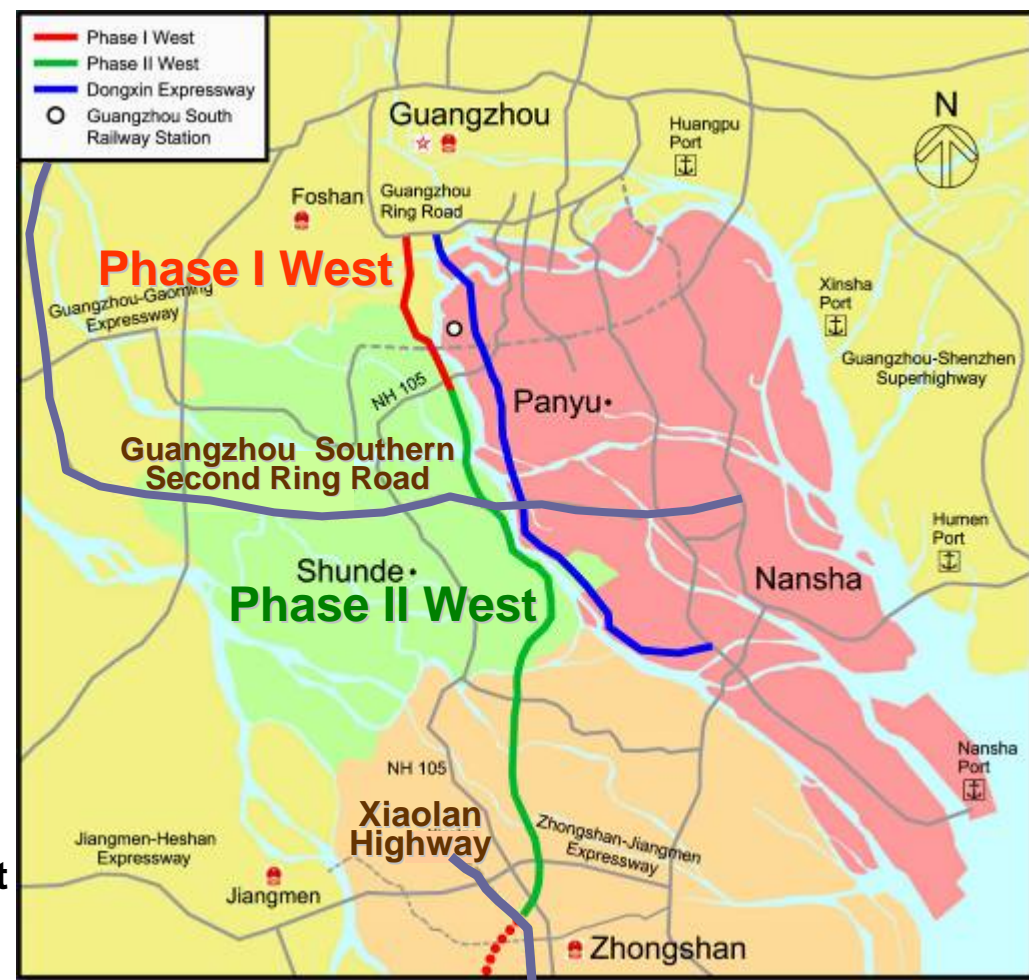 Phase I West
Phase II West
Dongxin Expressway
Guangzhou South
Railway Station
Guangzhou
N
Huangpu
Port
Foshan
Guangzhou
Ring Road
Phase I West
Xinsha
Port
Guangzhou-Gaoming
Expressway
Guangzhou-Shenzhen
Superhighway
NH 105
Panyu
Guangzhou Southern
Second Ring Road
Humen
Port
Shunde
Nansha
Phase II West
Nansha
Port
NH 105
Xiaolan
Highway
Zhongshan-Jiangmen
Expressway
Jiangmen-Heshan
Expressway
t
Jiangmen
Zhongshan